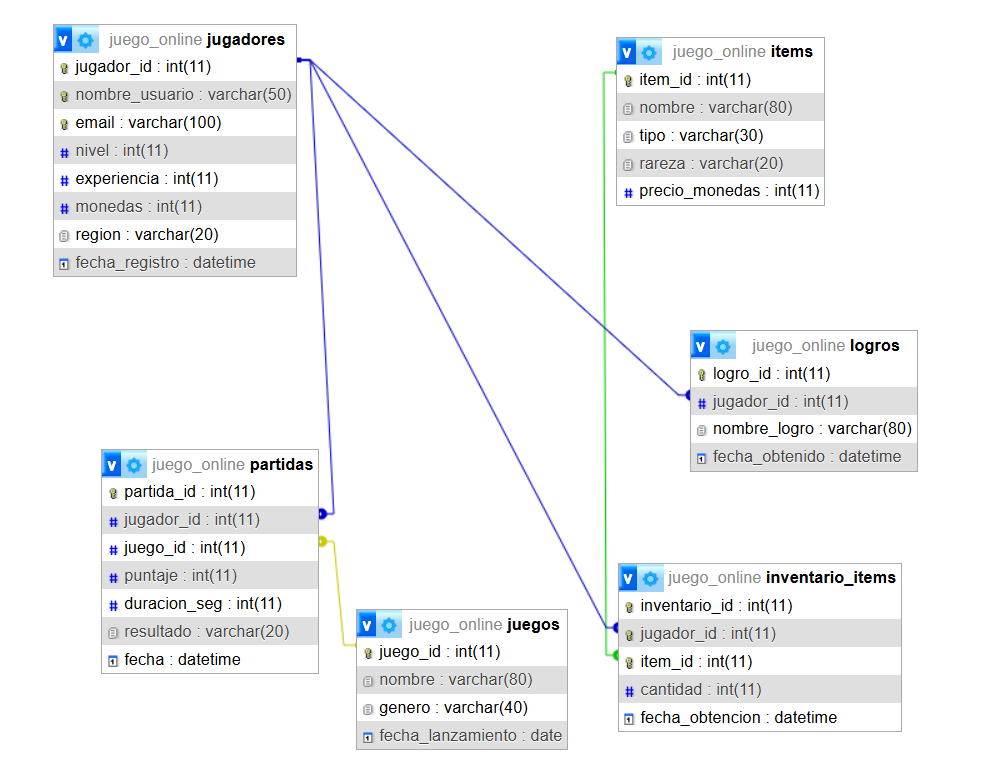 juego_online jugadores
jugador_id : int(11)
nombre_usuario : varchar(50)
email : varchar(100)
nivel : int(11)
experiencia : int(11)
monedas : int(11)
region : varchar(20)
fecha_registro : datetime
juego_online items
item_id : int(11)
nombre : varchar(80)
tipo : varchar(30)
rareza : varchar(20)
precio_monedas : int(11)
juego_online logros
logro_id : int(11)
jugador_id : int(11)
nombre_logro : varchar(80)
fecha_obtenido : datetime
juego_online partidas
partida_id : int(11)
jugador_id : int(11)
juego_id : int(11)
puntaje : int(11)
duracion_seg : int(11)
resultado : varchar(20)
fecha : datetime
juego_online juegos
juego_id : int(11)
nombre : varchar(80)
genero : varchar(40)
fecha_lanzamiento : date
juego_online inventario_items
inventario_id : int(11)
jugador_id : int(11)
item_id : int(11)
cantidad : int(11)
fecha_obtencion : datetime